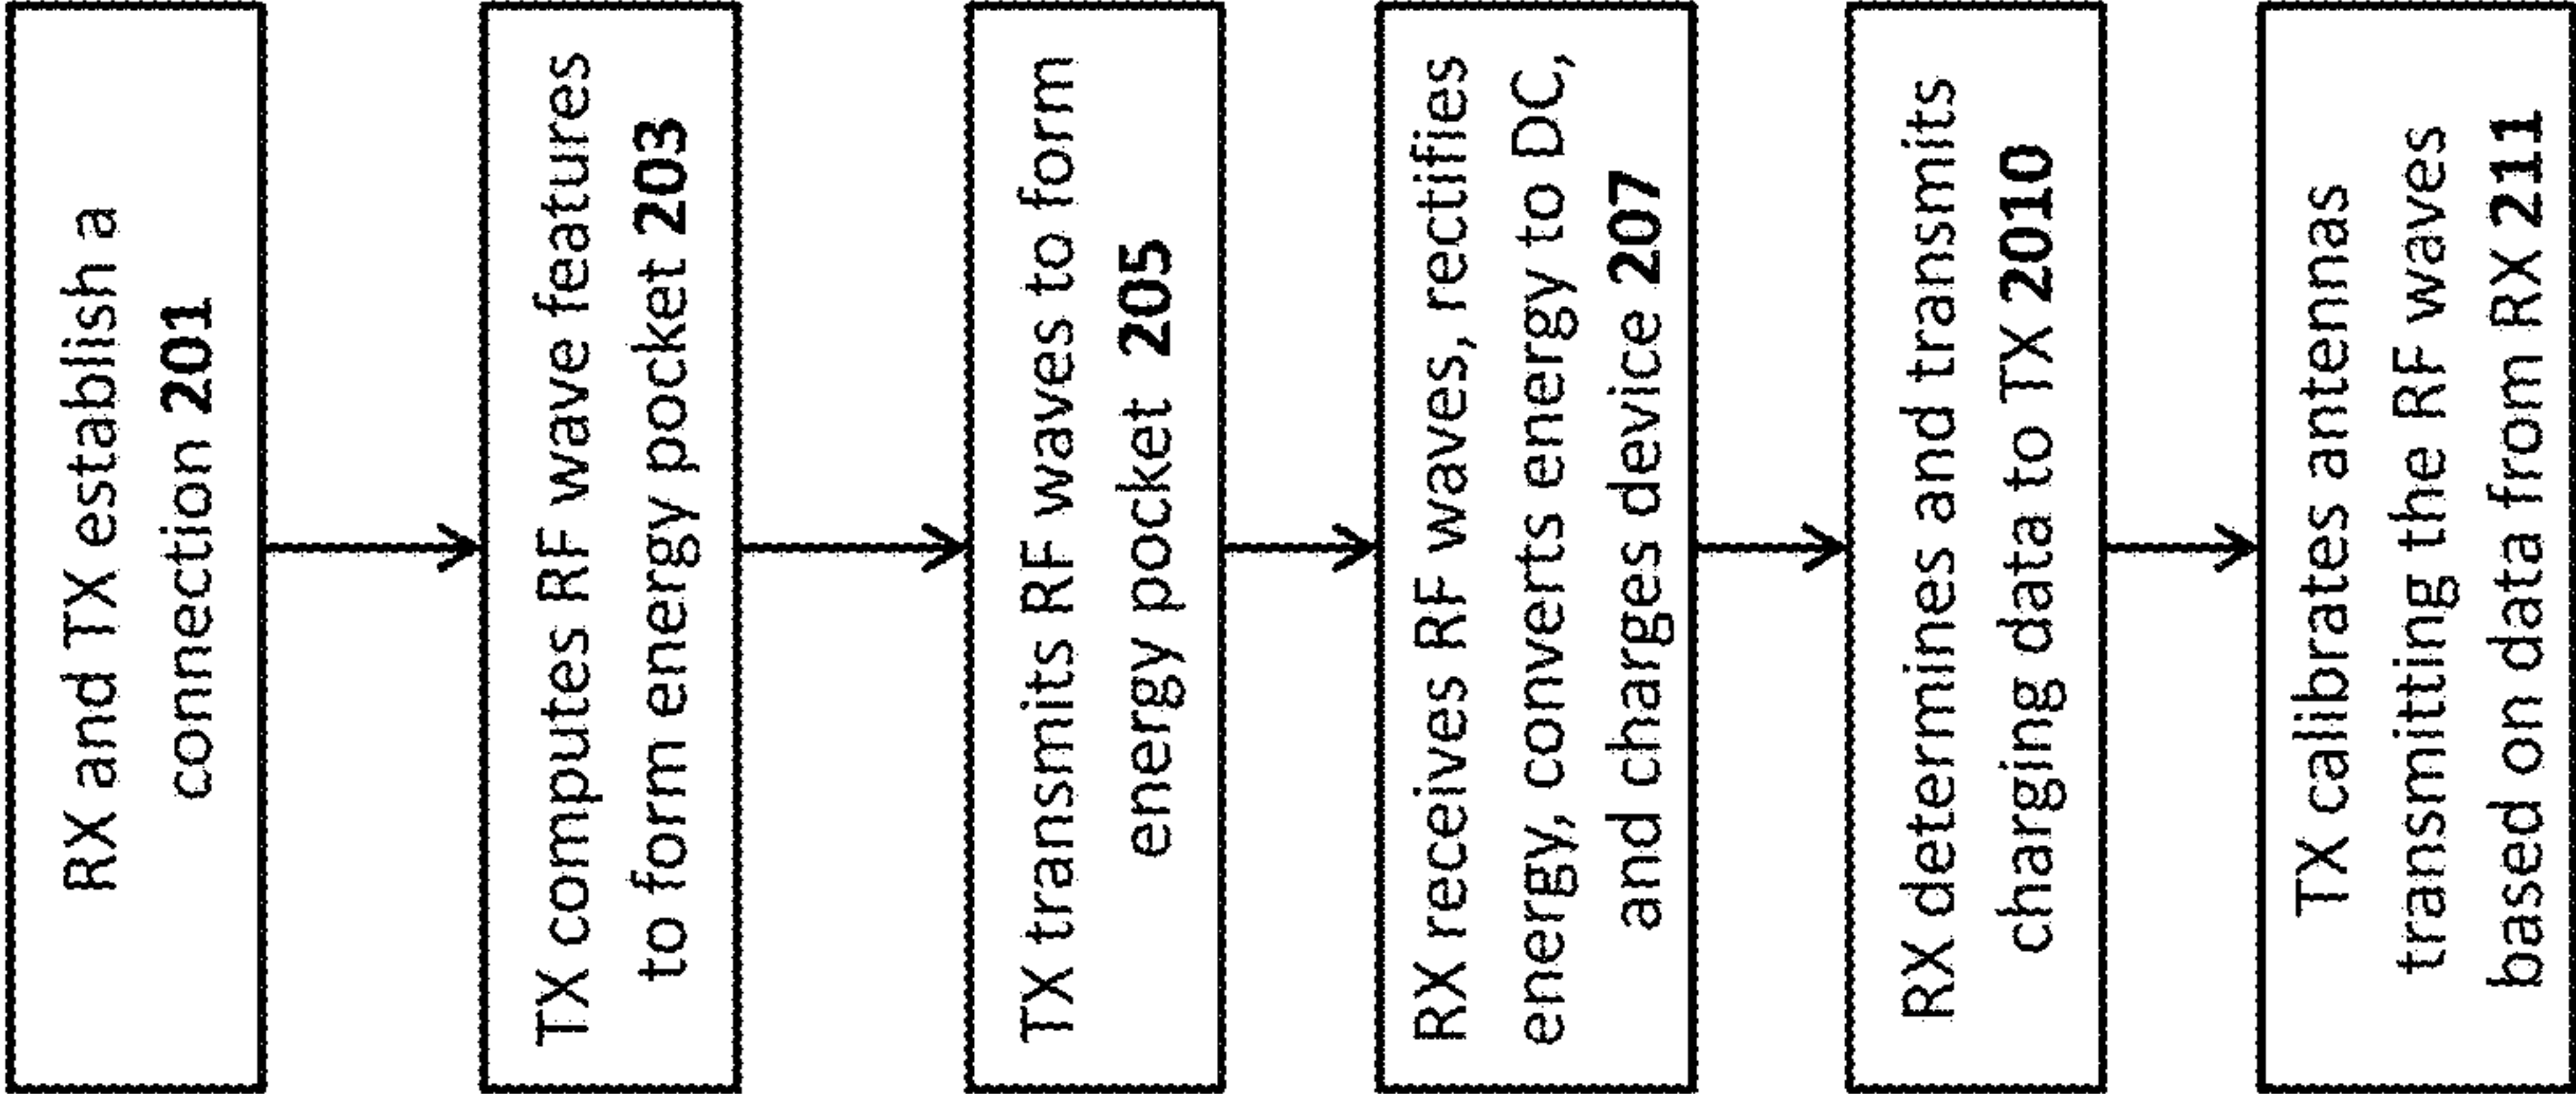 RX and TX establish a
connection 201
TX computes RF wave features
to form energy pocket 203
TX transmits RF waves to form
energy pocket 205
RX receives RF waves, rectifies
energy, converts energy to DC,
and charges device 207
RX determines and transmits
charging data to TX 2010
TX calibrates antennas
transmitting the RF waves
based on data from RX 211